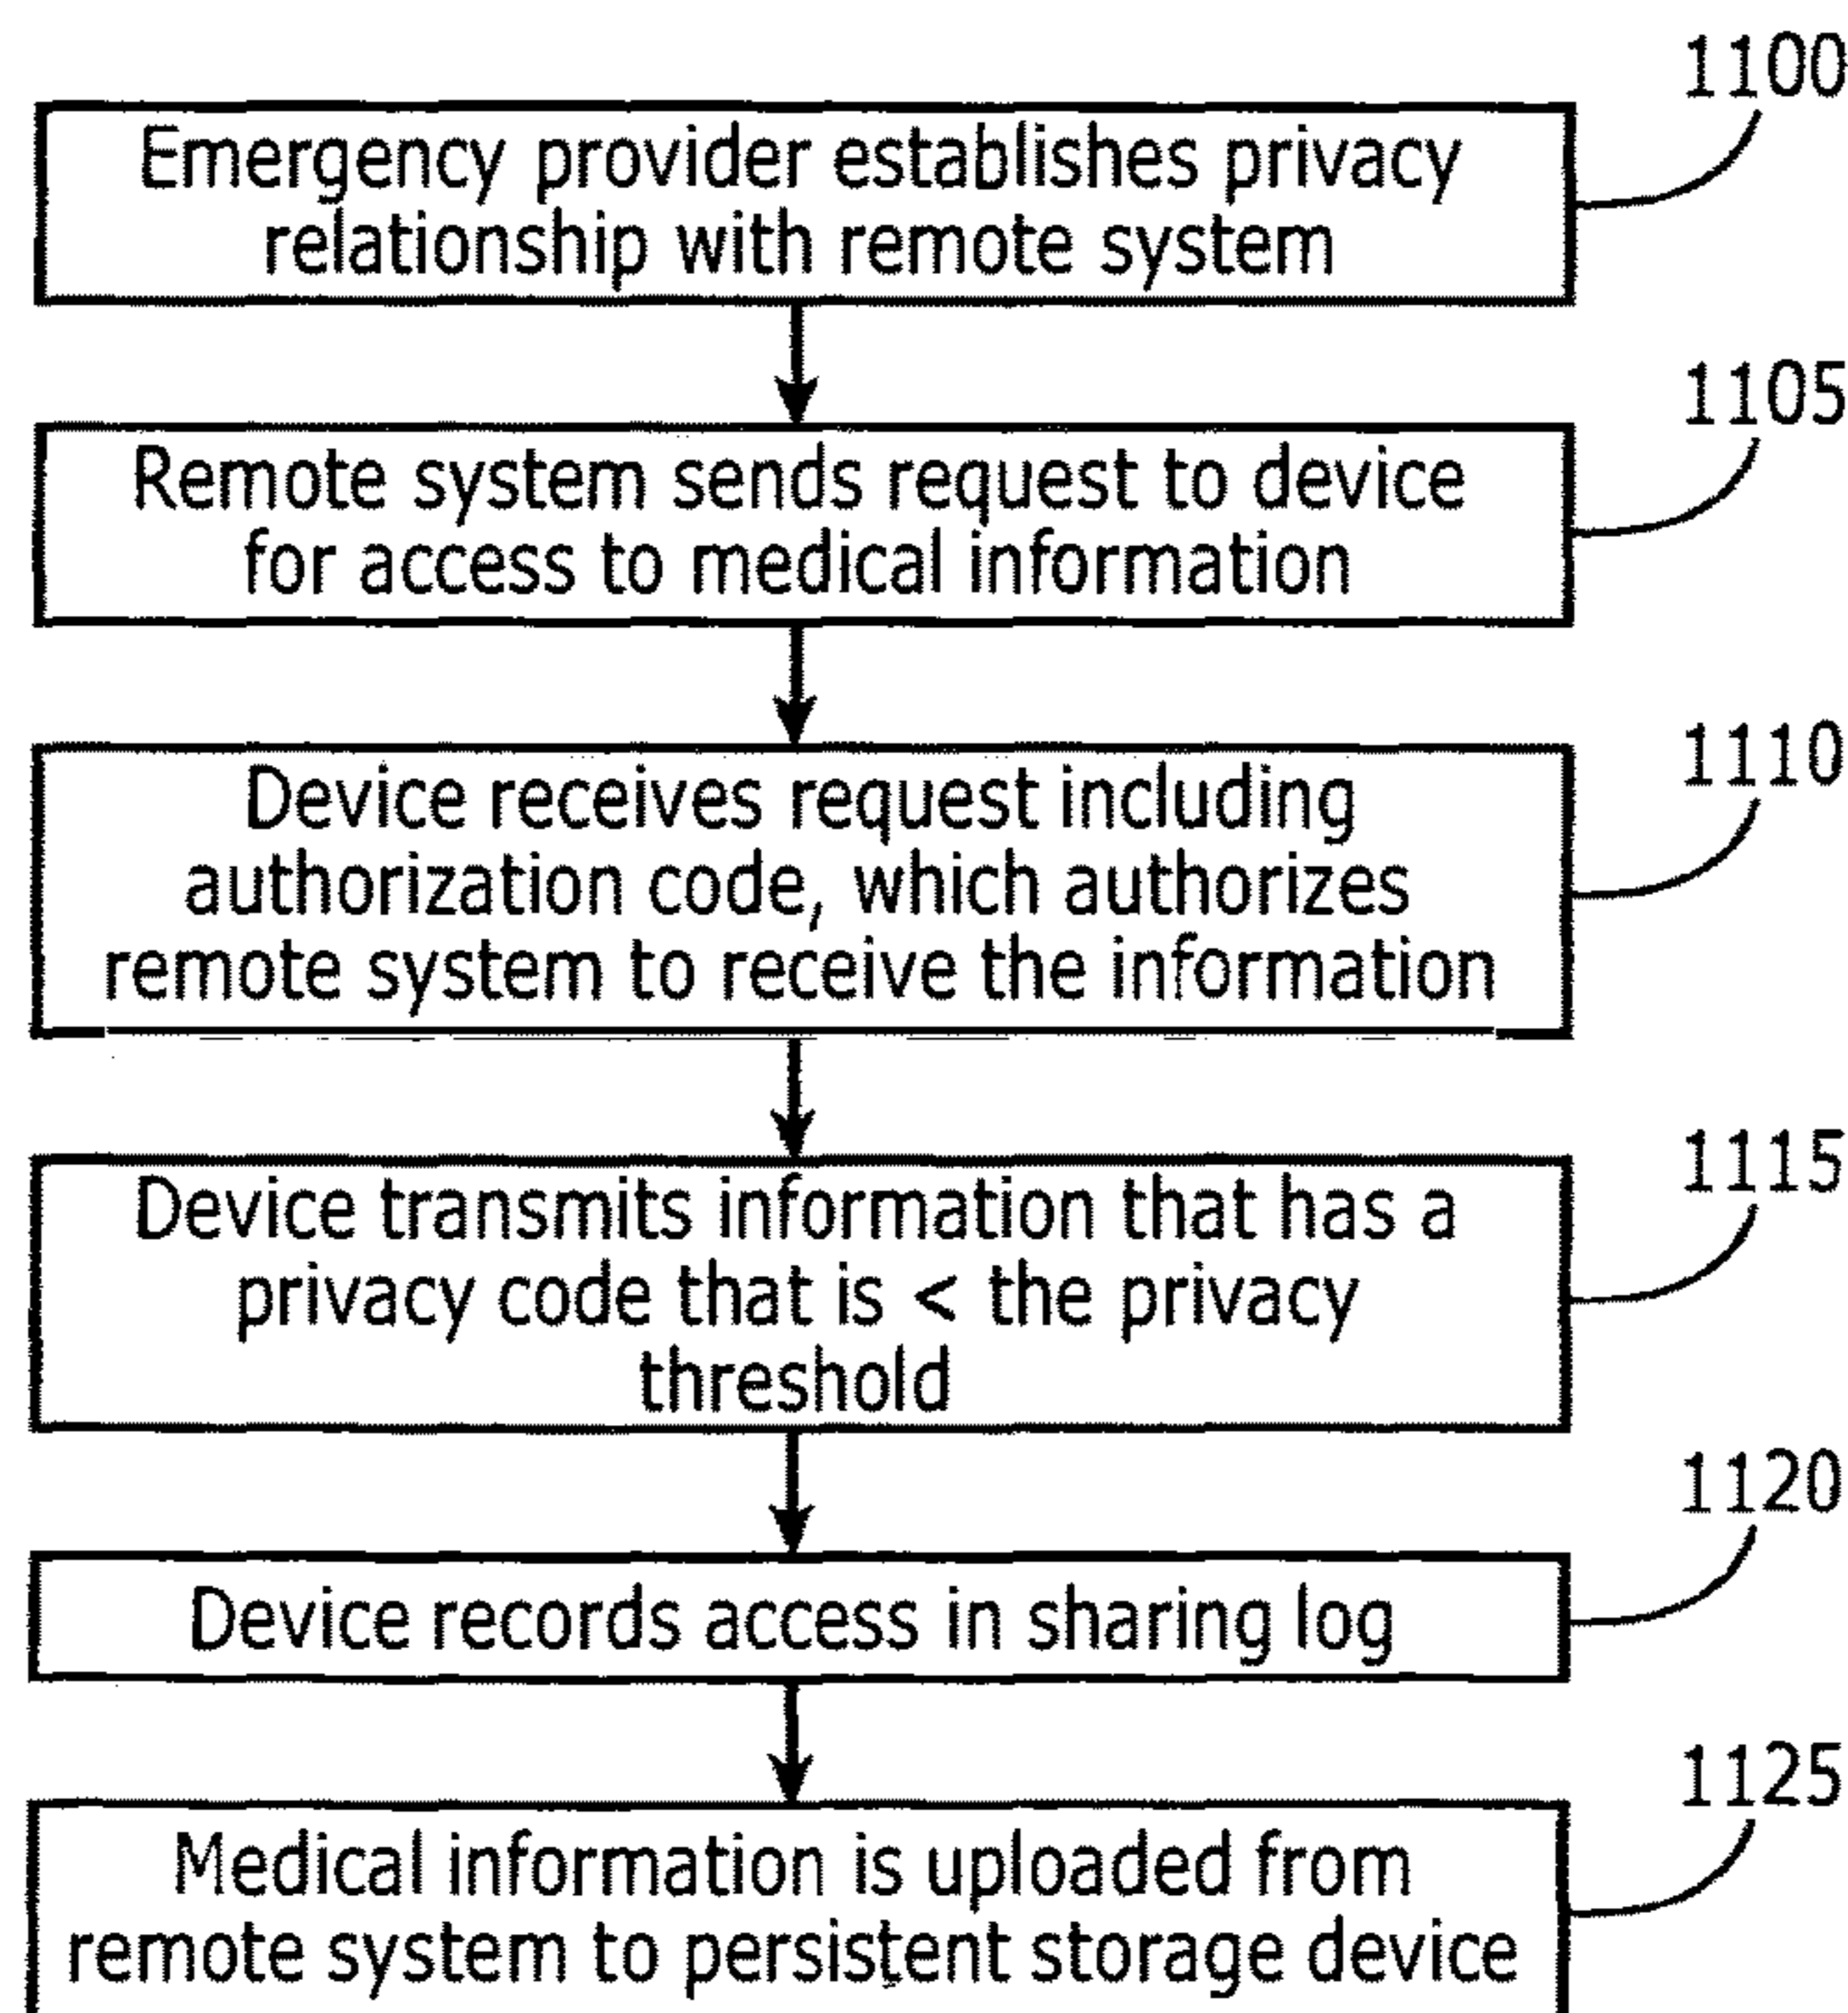 1100
Emergency provider establishes privacy
relationship with remote system
1105
Remote system sends request to device
for access to medical information
1110
Device receives request including
authorization code, which authorizes
remote system to receive the information
1115
Device transmits information that has a
privacy code that is < the privacy
threshold
1120
Device records access in sharing log
1125
Medical information is uploaded from
remote system to persistent storage device